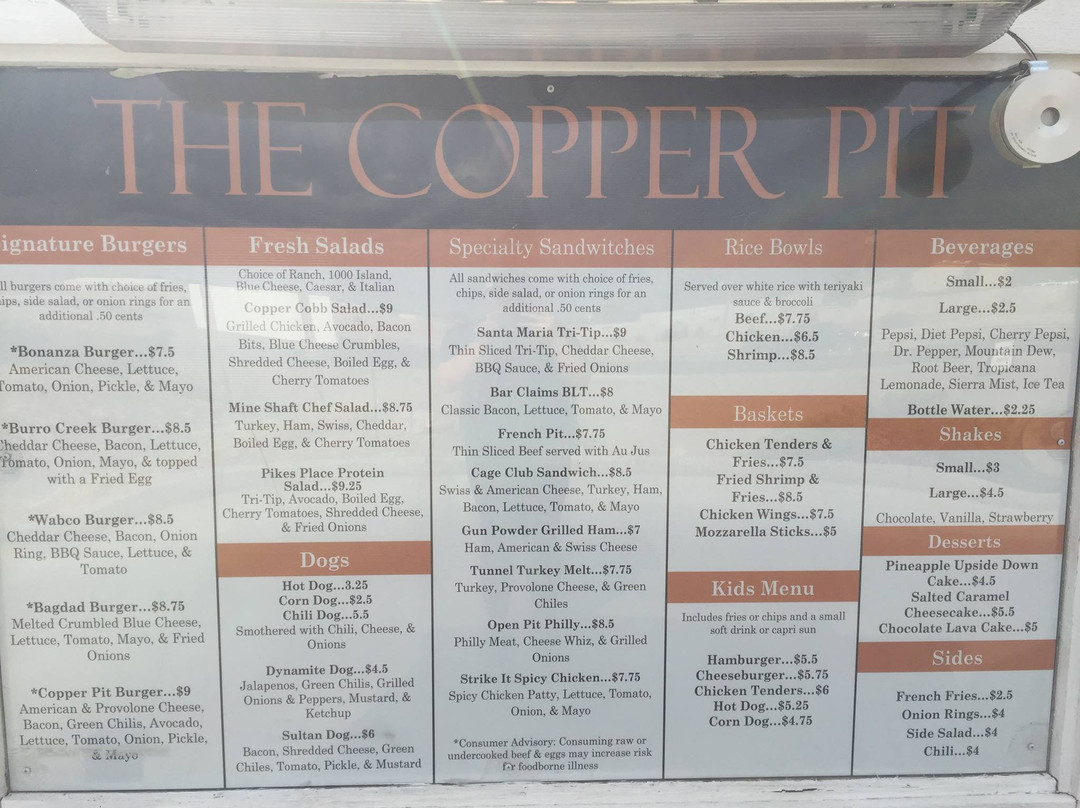 THE COPPER PIT
ignature Burgers
ll burgers come with choice of fries,
ips, side salad, or onion rings for an
additional .50 cents
*Bonanza Burger...$7.5
American Cheese, Lettuce,
Tomato, Onion, Pickle, & Mayo
*Burro Creek Burger...$8.5
Cheddar Cheese, Bacon, Lettuce,
Tomato, Onion, Mayo, & topped
with a Fried Egg
*Wabco Burger...$8.5
Cheddar Cheese, Bacon, Onion
Ring, BBQ Sauce, Lettuce, &
Tomato
*Bagdad Burger...$8.75
Melted Crumbled Blue Cheese,
Lettuce, Tomato, Mayo, & Fried
Onions
*Copper Pit Burger...$9
American & Provolone Cheese,
Bacon, Green Chilis, Avocado,
Lettuce, Tomato, Onion, Pickle,
& Mayo
Fresh Salads
Choice of Ranch, 1000 Island,
Blue Cheese, Caesar, & Italian
Copper Cobb Salad...$9
Grilled Chicken, Avocado, Bacon
Bits, Blue Cheese Crumbles,
Shredded Cheese, Boiled Egg, &
Cherry Tomatoes
Mine Shaft Chef Salad...$8.75
Turkey, Ham, Swiss, Cheddar,
Boiled Egg, & Cherry Tomatoes
Pikes Place Protein
Salad...$9.25
Tri-Tip, Avocado, Boiled Egg,
Cherry Tomatoes, Shredded Cheese,
& Fried Onions
Dogs
Hot Dog...3.25
Corn Dog...$2.5
Chili Dog...5.5
Smothered with Chili, Cheese, &
Onions
Dynamite Dog...$4.5
Jalapenos, Green Chilis, Grilled
Onions & Peppers, Mustard, &
Ketchup
Sultan Dog...$6
Bacon, Shredded Cheese, Green
Chiles, Tomato, Pickle, & Mustard
Specialty Sandwitches
All sandwiches come with choice of fries,
chips, side salad, or onion rings for an
additional .50 cents
Santa Maria Tri-Tip...$9
Thin Sliced Tri-Tip, Cheddar Cheese,
BBQ Sauce, & Fried Onions
Bar Claims BLT...$8
Classic Bacon, Lettuce, Tomato, & Mayo
French Pit...$7.75
Thin Sliced Beef served with Au Jus
Cage Club Sandwich...$8.5
Swiss & American Cheese, Turkey, Ham,
Bacon, Lettuce, Tomato, & Mayo
Gun Powder Grilled Ham...$7
Ham, American & Swiss Cheese
Tunnel Turkey Melt...$7.75
Turkey, Provolone Cheese, & Green
Chiles
Open Pit Philly...$8.5
Philly Meat, Cheese Whiz, & Grilled
Onions
Strike It Spicy Chicken...$7.75
Spicy Chicken Patty, Lettuce, Tomato,
Onion, & Mayo
*Consumer Advisory: Consuming raw or
undercooked beef & eggs may increase risk
for foodborne illness
Rice Bowls
Served over white rice with teriyaki
sauce & broccoli
Beef...$7.75
Chicken...$6.5
Shrimp...$8.5
Baskets
Chicken Tenders &
Fries...$7.5
Fried Shrimp &
Fries...$8.5
Chicken Wings...$7.5
Mozzarella Sticks...$5
Kids Menu
Includes fries or chips and a small
soft drink or capri sun
Hamburger...$5.5
Cheeseburger...$5.75
Chicken Tenders...$6
Hot Dog...$5.25
Corn Dog...$4.75
Beverages
Small...$2
Large...$2.5
Pepsi, Diet Pepsi, Cherry Pepsi,
Dr. Pepper, Mountain Dew,
Root Beer, Tropicana
Lemonade, Sierra Mist, Ice Tea
Bottle Water...$2.25
Shakes
Small...$3
Large...$4.5
Chocolate, Vanilla, Strawberry
Desserts
Pineapple Upside Down
Cake...$4.5
Salted Caramel
Cheesecake...$5.5
Chocolate Lava Cake...$5
Sides
French Fries...$2.5
Onion Rings...$4
Side Salad...$4
Chili...$4